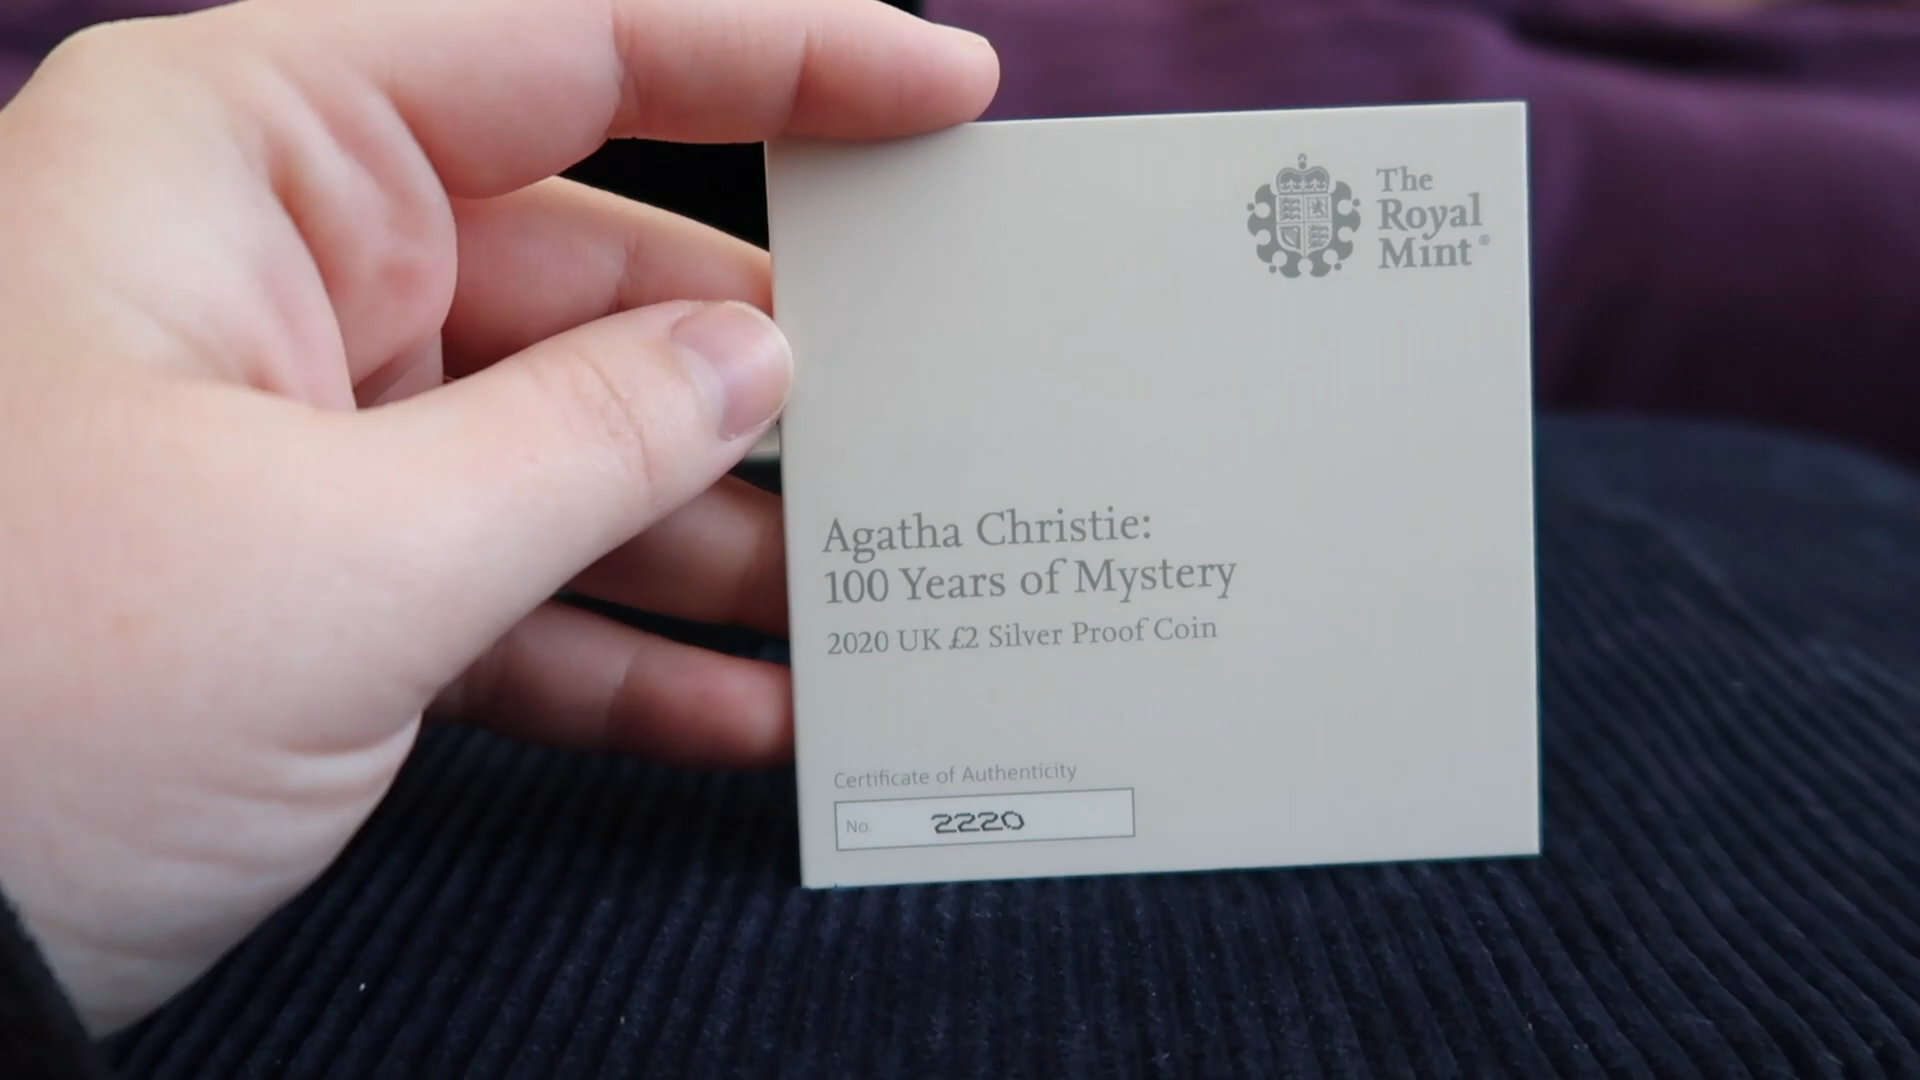 The
Royal
Mint®
Agatha Christie:
100 Years of Mystery
2020 UK £2 Silver Proof Coin
Certificate of Authenticity
No. 2220